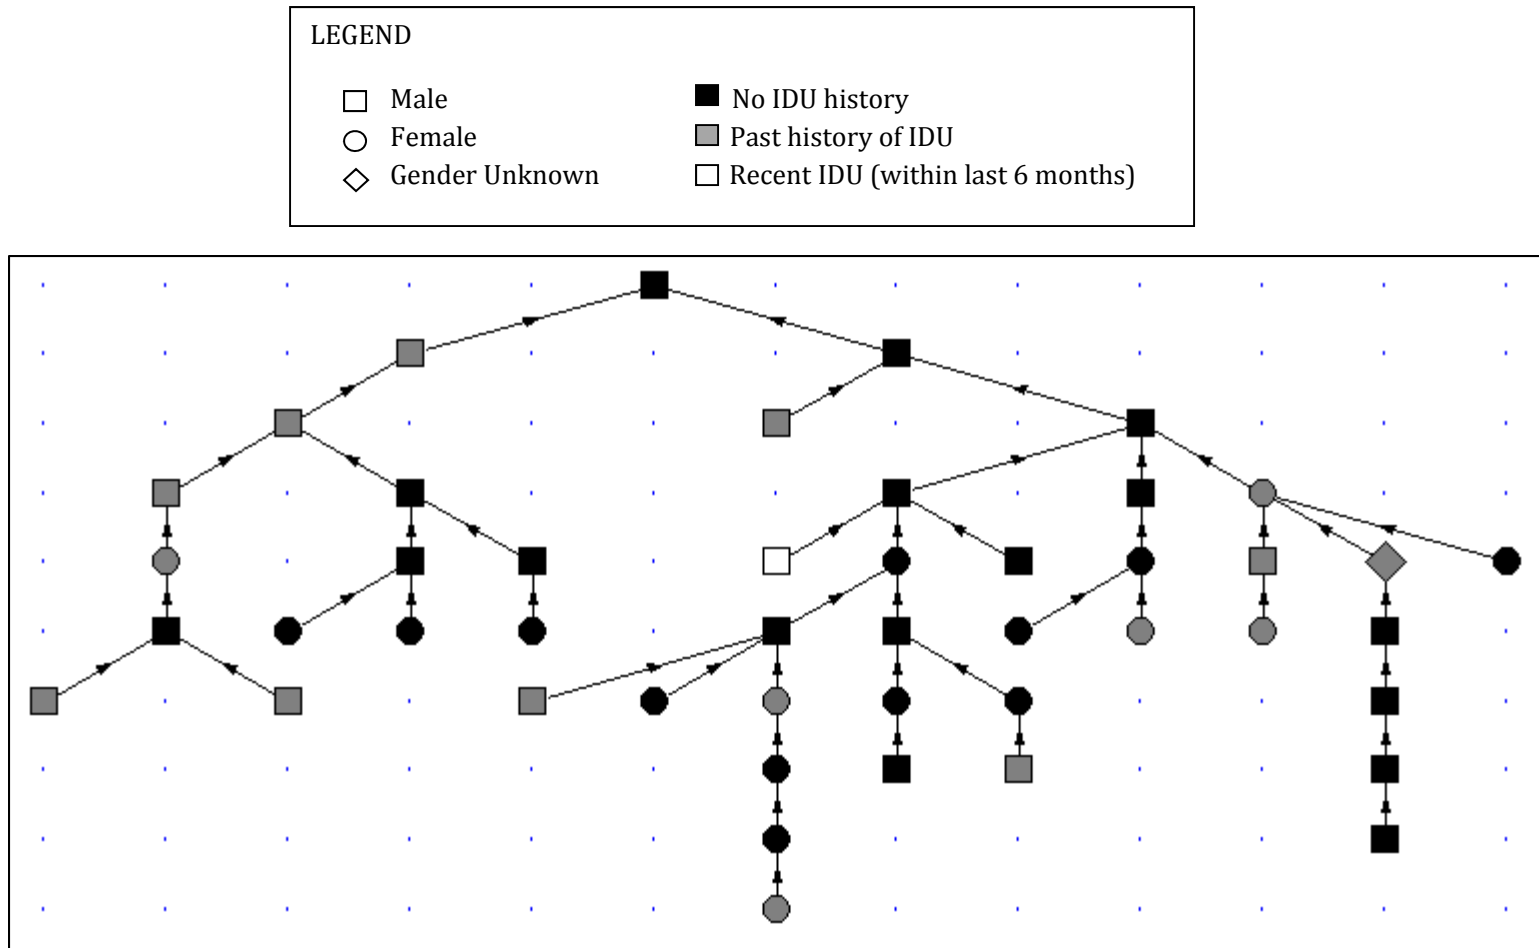 LEGEND
Male
No IDU history
Female
Past history of IDU
Gender Unknown
Recent IDU (within last 6 months)